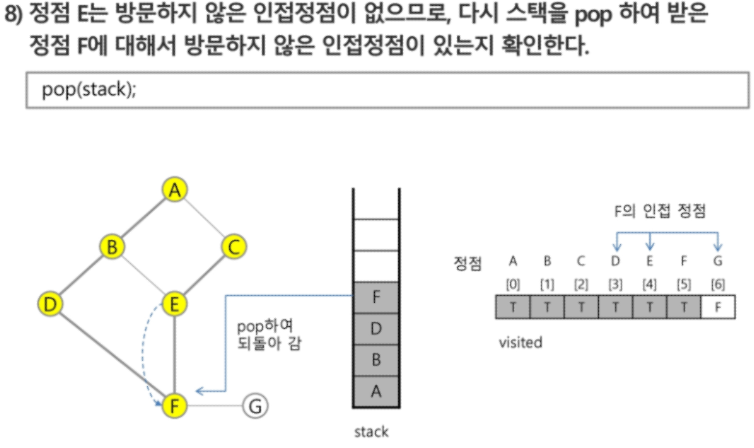 8) 정점 E는 방문하지 않은 인접정점이 없으므로, 다시 스택을 pop 하여 받은
정점 F에 대해서 방문하지 않은 인접정점이 있는지 확인한다.
pop(stack);
A
B
C
D
E
F
G
pop하여
되돌아 감
F
D
B
A
stack
F의 인접 정점
정점 A B C D E F G
[0] [1] [2] [3] [4] [5] [6]
T T T T T T F
visited